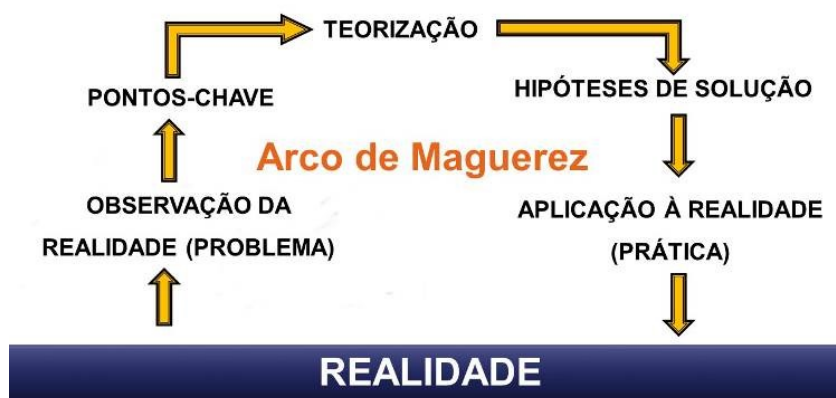 TEORIZAÇÃO
PONTOS-CHAVE
HIPÓTESES DE SOLUÇÃO
Arco de Maguerez
OBSERVAÇÃO DA
REALIDADE (PROBLEMA)
APLICAÇÃO À REALIDADE
(PRÁTICA)
REALIDADE